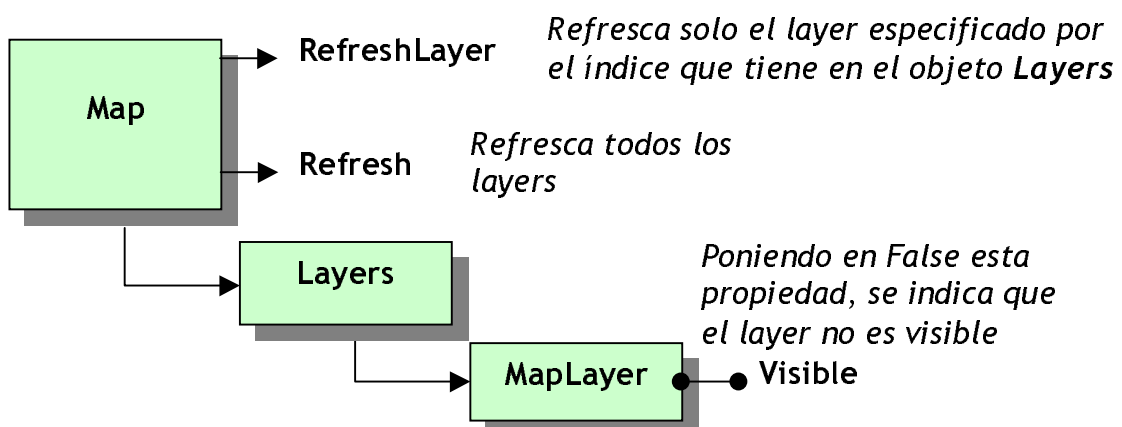 Map
RefreshLayer
Refresca solo el layer especificado por
el índice que tiene en el objeto Layers
Refresh
Refresca todos los
layers
Layers
Poniendo en False esta
propiedad, se indica que
el layer no es visible
MapLayer
Visible